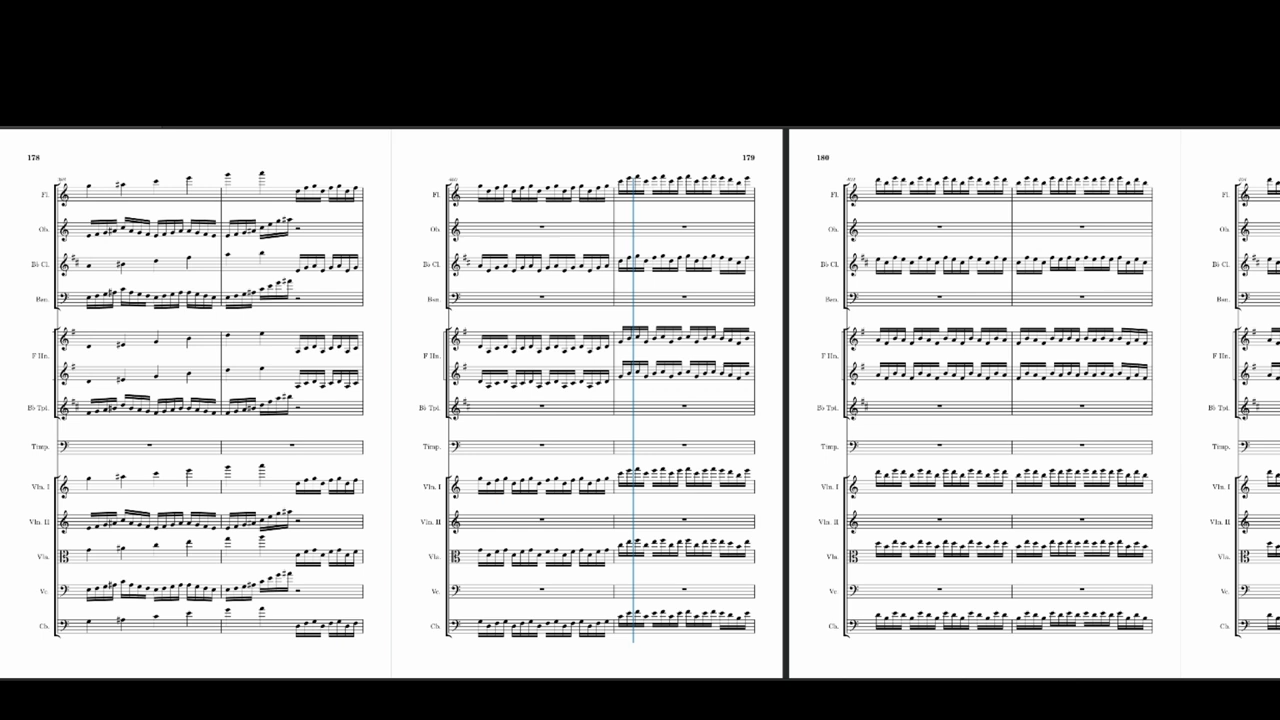 178
Fl.
Ob.
B♭ Cl.
Bsn.
F Hn.
B♭ Tpt.
Timp.
Vln. I
Vln. II
Vla.
Vc.
Cb.
179
Fl.
Ob.
B♭ Cl.
Bsn.
F Hn.
B♭ Tpt.
Timp.
Vln. I
Vln. II
Vla.
Vc.
Cb.
180
Fl.
Ob.
B♭ Cl.
Bsn.
F Hn.
B♭ Tpt.
Timp.
Vln. I
Vln. II
Vla.
Vc.
Cb.
Fl.
Ob.
B♭ Cl.
Bsn.
F Hn.
B♭ Tpt.
Timp.
Vln. I
Vln. II
Vla.
Vc.
Cb.